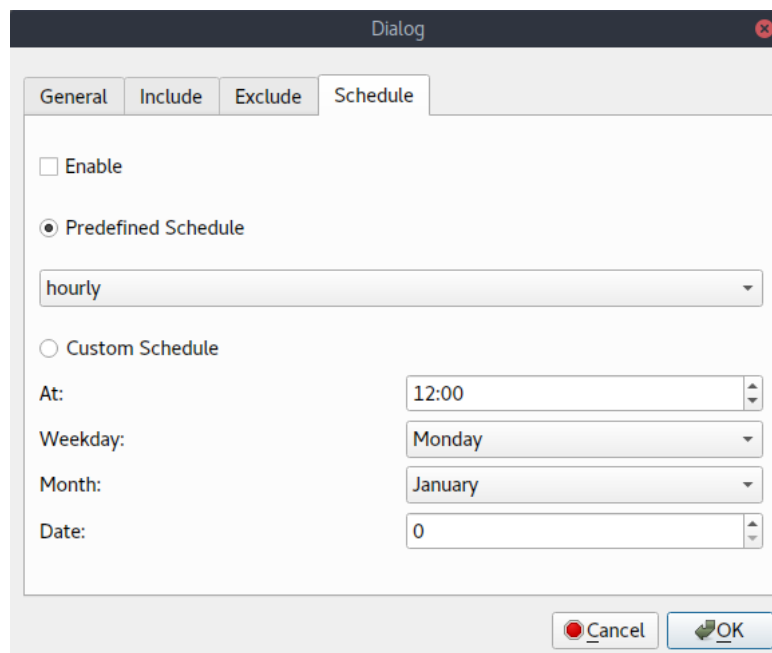 Dialog
General Include Exclude Schedule
Enable
Predefined Schedule
hourly
Custom Schedule
At: 12:00
Weekday: Monday
Month: January
Date: 0
Cancel OK